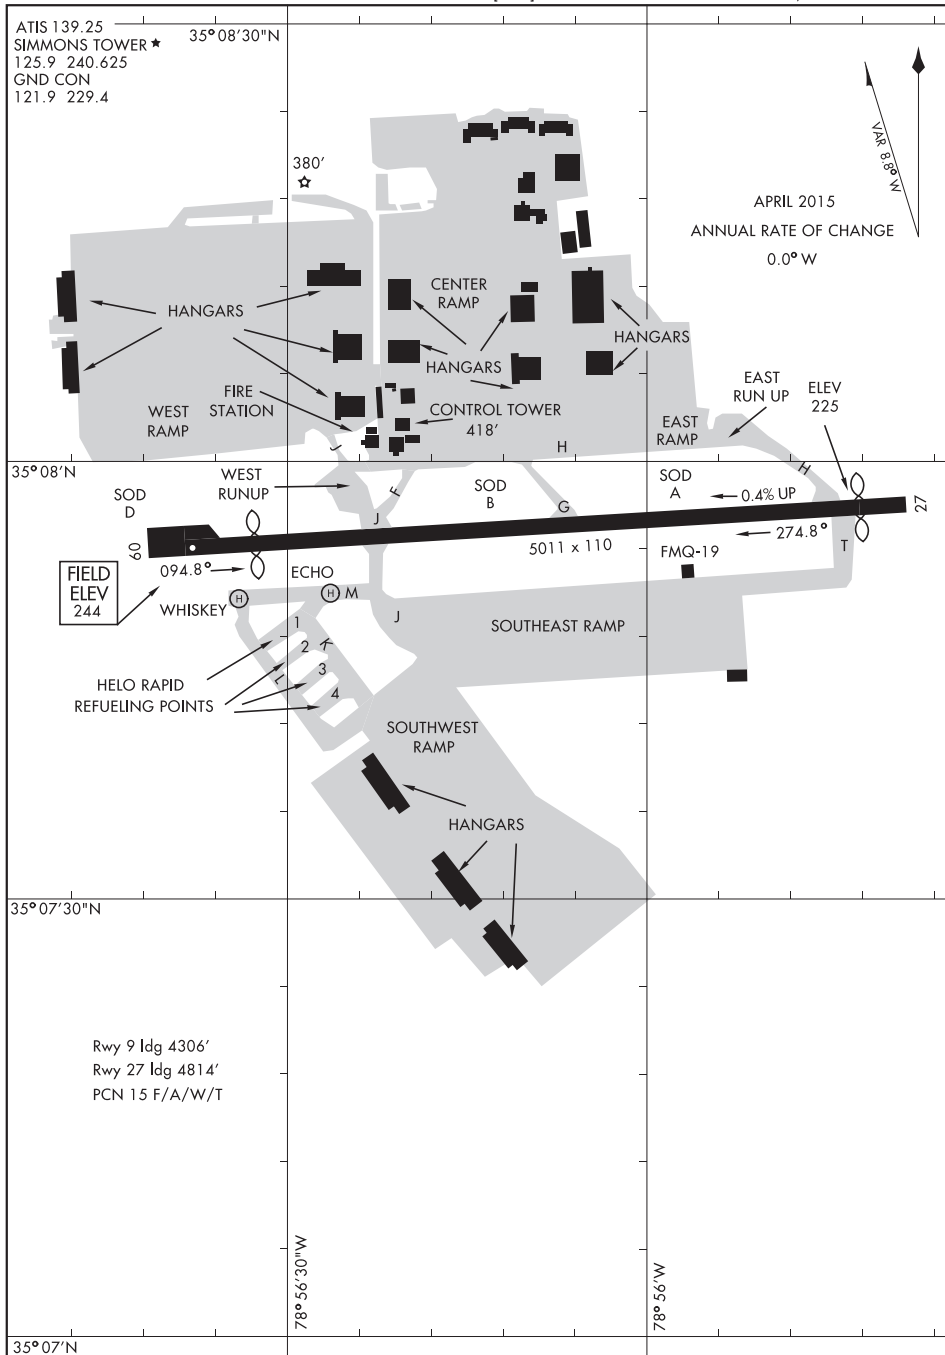 ATIS 139.25
SIMMONS TOWER ★
125.9 240.625
GND CON
121.9 229.4
35° 08'30"N
VAR 8.8° W
380'
APRIL 2015
ANNUAL RATE OF CHANGE
0.0° W
CENTER
RAMP
HANGARS
HANGARS
HANGARS
FIRE
STATION
WEST
RAMP
CONTROL TOWER
418'
EAST
RUN UP
ELEV
225
EAST
RAMP
J
H
H
35° 08'N
WEST
RUNUP
SOD
D
F
SOD
B
SOD
A
0.4% UP
G
J
27
09
5011 x 110
274.8°
T
FMQ-19
FIELD
ELEV
244
094.8°
ECHO
WHISKEY
H
H
M
J
SOUTHEAST RAMP
1
2
K
3
4
L
HELO RAPID
REFUELING POINTS
SOUTHWEST
RAMP
HANGARS
35° 07'30"N
Rwy 9 ldg 4306'
Rwy 27 ldg 4814'
PCN 15 F/A/W/T
78° 56'30"W
78° 56'W
35° 07'N